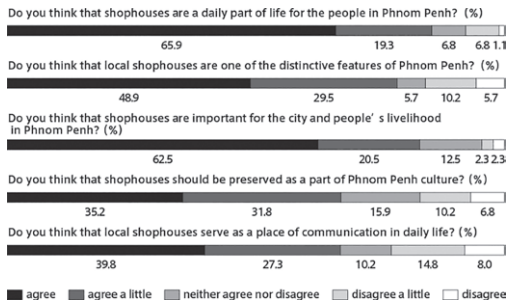 Do you think that shophouses are a daily part of life for the people in Phnom Penh? (%)
65.9 19.3 6.8 6.8 1.1
Do you think that local shophouses are one of the distinctive features of Phnom Penh? (%)
48.9 29.5 5.7 10.2 5.7
Do you think that shophouses are important for the city and people's livelihood
in Phnom Penh? (%)
62.5 20.5 12.5 2.3 2.3
Do you think that shophouses should be preserved as a part of Phnom Penh culture? (%)
35.2 31.8 15.9 10.2 6.8
Do you think that local shophouses serve as a place of communication in daily life? (%)
39.8 27.3 10.2 14.8 8.0
agree agree a little neither agree nor disagree disagree a little disagree